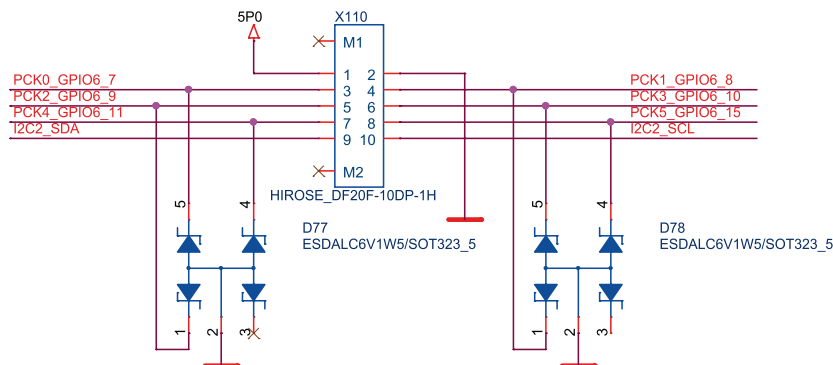 5P0
X110
M1
1 2
PCK0_GPIO6_7 3 4 PCK1_GPIO6_8
PCK2_GPIO6_9 5 6 PCK3_GPIO6_10
PCK4_GPIO6_11 7 8 PCK5_GPIO6_15
I2C2_SDA 9 10 I2C2_SCL
M2
HIROSE_DF20F-10DP-1H
5 4
D77
ESDALC6V1W5/SOT323_5
1 2 3
5 4
D78
ESDALC6V1W5/SOT323_5
1 2 3